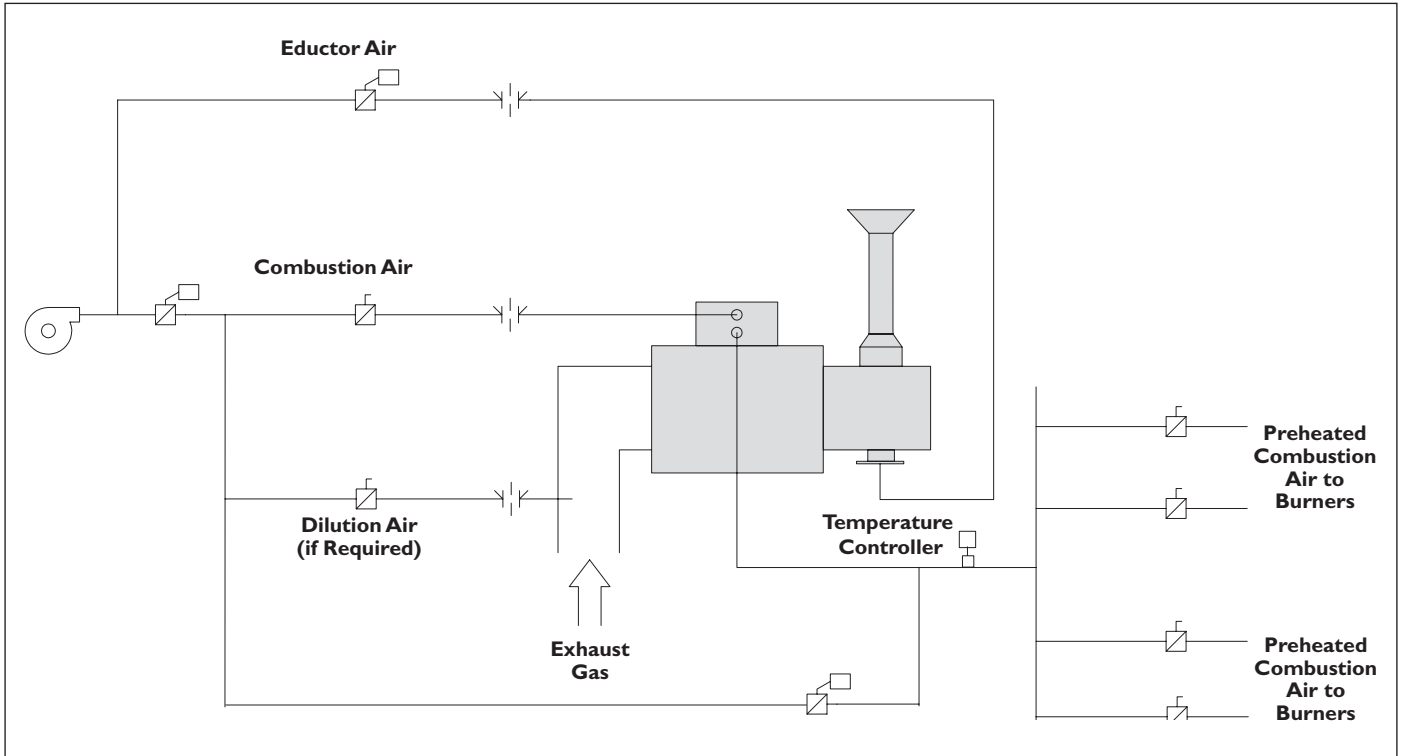 Eductor Air
Combustion Air
Dilution Air
(if Required)
Exhaust
Gas
Temperature
Controller
Preheated
Combustion
Air to
Burners
Preheated
Combustion
Air to
Burners